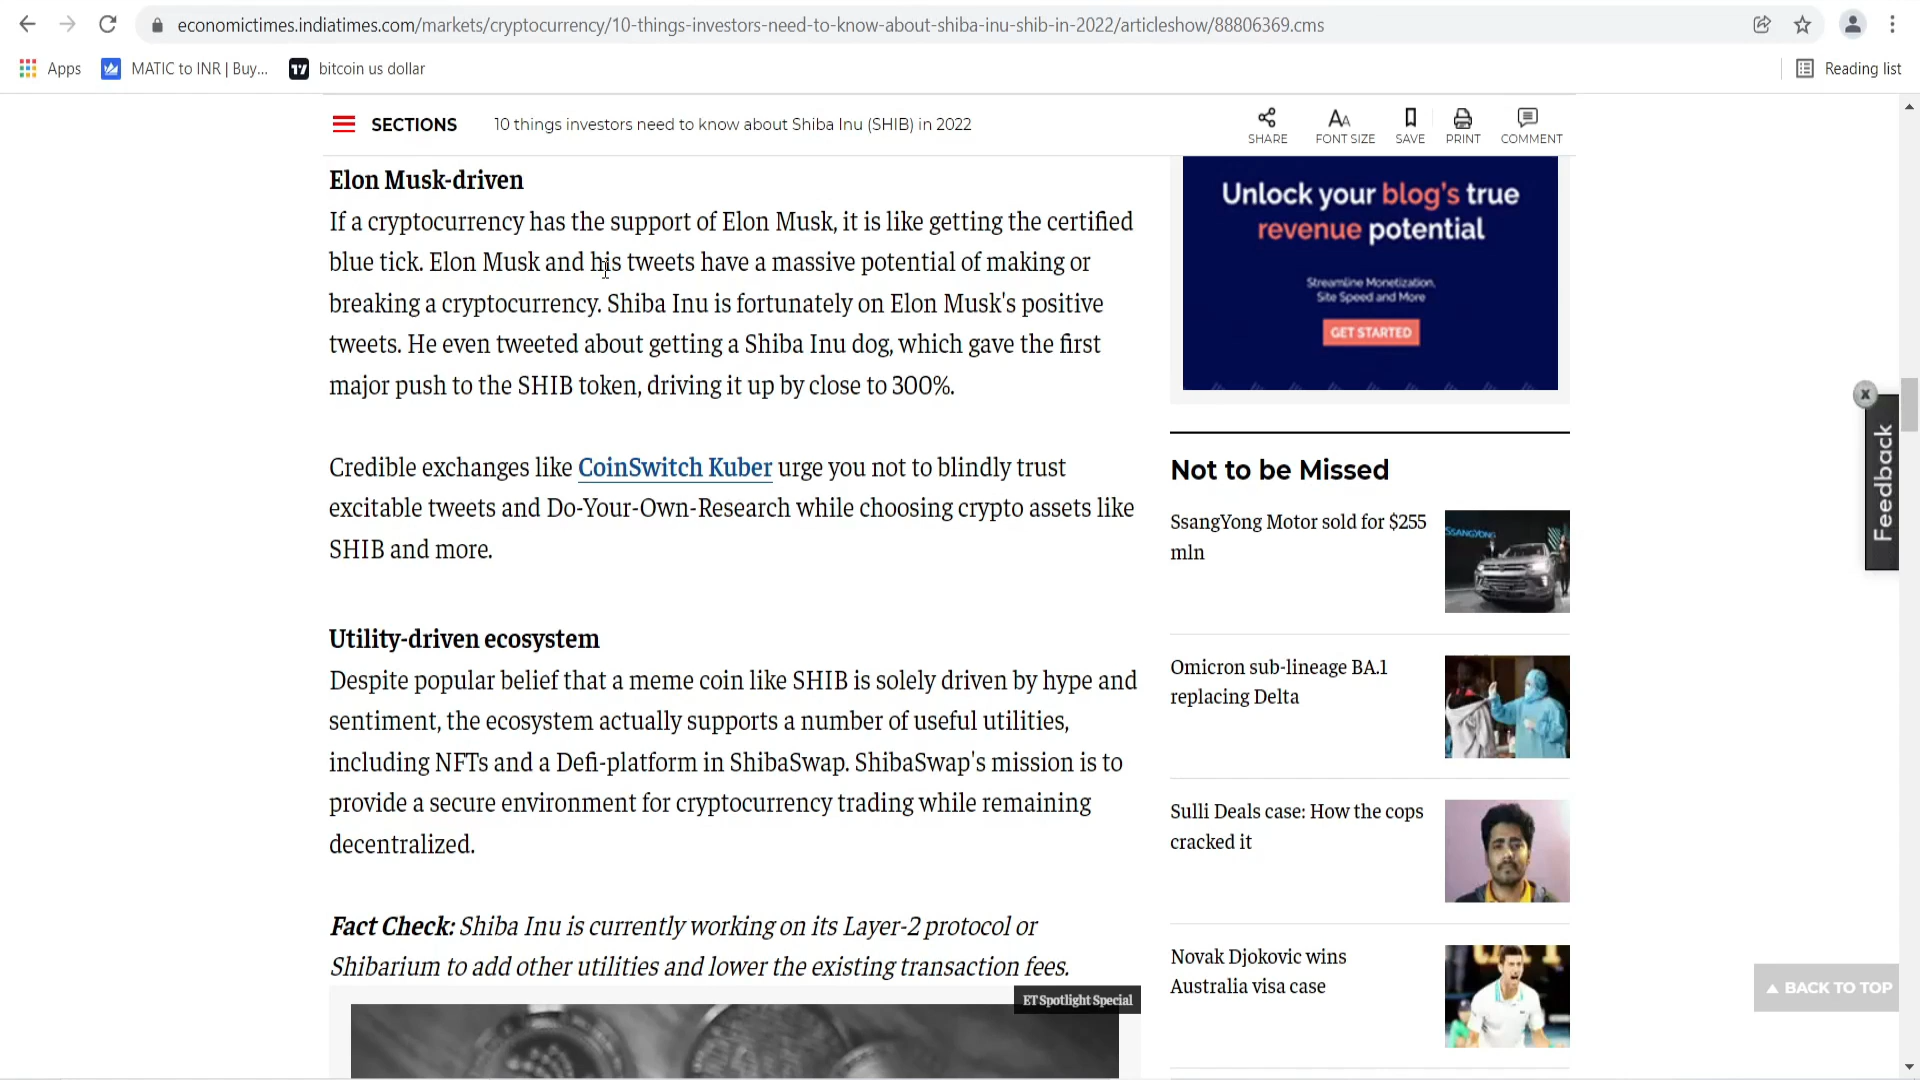 economictimes.indiatimes.com/markets/cryptocurrency/10-things-investors-need-to-know-about-shiba-inu-shib-in-2022/articleshow/88806369.cms
Apps
MATIC to INR | Buy...
bitcoin us dollar
Reading list
SECTIONS
10 things investors need to know about Shiba Inu (SHIB) in 2022
SHARE
FONT SIZE
SAVE
PRINT
COMMENT
Elon Musk-driven
If a cryptocurrency has the support of Elon Musk, it is like getting the certified
blue tick. Elon Musk and his tweets have a massive potential of making or
breaking a cryptocurrency. Shiba Inu is fortunately on Elon Musk's positive
tweets. He even tweeted about getting a Shiba Inu dog, which gave the first
major push to the SHIB token, driving it up by close to 300%.
Credible exchanges like CoinSwitch Kuber urge you not to blindly trust
excitable tweets and Do-Your-Own-Research while choosing crypto assets like
SHIB and more.
Utility-driven ecosystem
Despite popular belief that a meme coin like SHIB is solely driven by hype and
sentiment, the ecosystem actually supports a number of useful utilities,
including NFTs and a Defi-platform in ShibaSwap. ShibaSwap's mission is to
provide a secure environment for cryptocurrency trading while remaining
decentralized.
Fact Check: Shiba Inu is currently working on its Layer-2 protocol or
Shibarium to add other utilities and lower the existing transaction fees.
ET Spotlight Special
Unlock your blog's true
revenue potential
Streamline Monetization,
Site Speed and More
GET STARTED
Not to be Missed
SsangYong Motor sold for $255
mln
SSANGYONG
Omicron sub-lineage BA.1
replacing Delta
Sulli Deals case: How the cops
cracked it
Novak Djokovic wins
Australia visa case
x
Feedback
BACK TO TOP